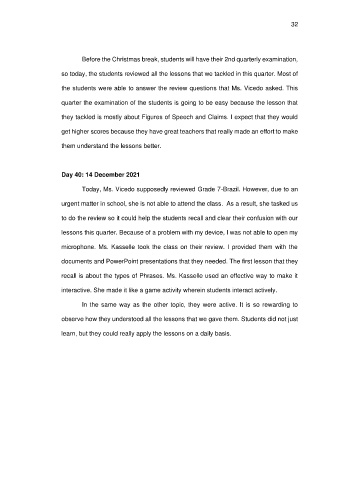 32
Before the Christmas break, students will have their 2nd quarterly examination,
so today, the students reviewed all the lessons that we tackled in this quarter. Most of
the students were able to answer the review questions that Ms. Vicedo asked. This
quarter the examination of the students is going to be easy because the lesson that
they tackled is mostly about Figures of Speech and Claims. I expect that they would
get higher scores because they have great teachers that really made an effort to make
them understand the lessons better.
Day 40: 14 December 2021
Today, Ms. Vicedo supposedly reviewed Grade 7-Brazil. However, due to an
urgent matter in school, she is not able to attend the class. As a result, she tasked us
to do the review so it could help the students recall and clear their confusion with our
lessons this quarter. Because of a problem with my device, I was not able to open my
microphone. Ms. Kasselle took the class on their review. I provided them with the
documents and PowerPoint presentations that they needed. The first lesson that they
recall is about the types of Phrases. Ms. Kasselle used an effective way to make it
interactive. She made it like a game activity wherein students interact actively.
In the same way as the other topic, they were active. It is so rewarding to
observe how they understood all the lessons that we gave them. Students did not just
learn, but they could really apply the lessons on a daily basis.